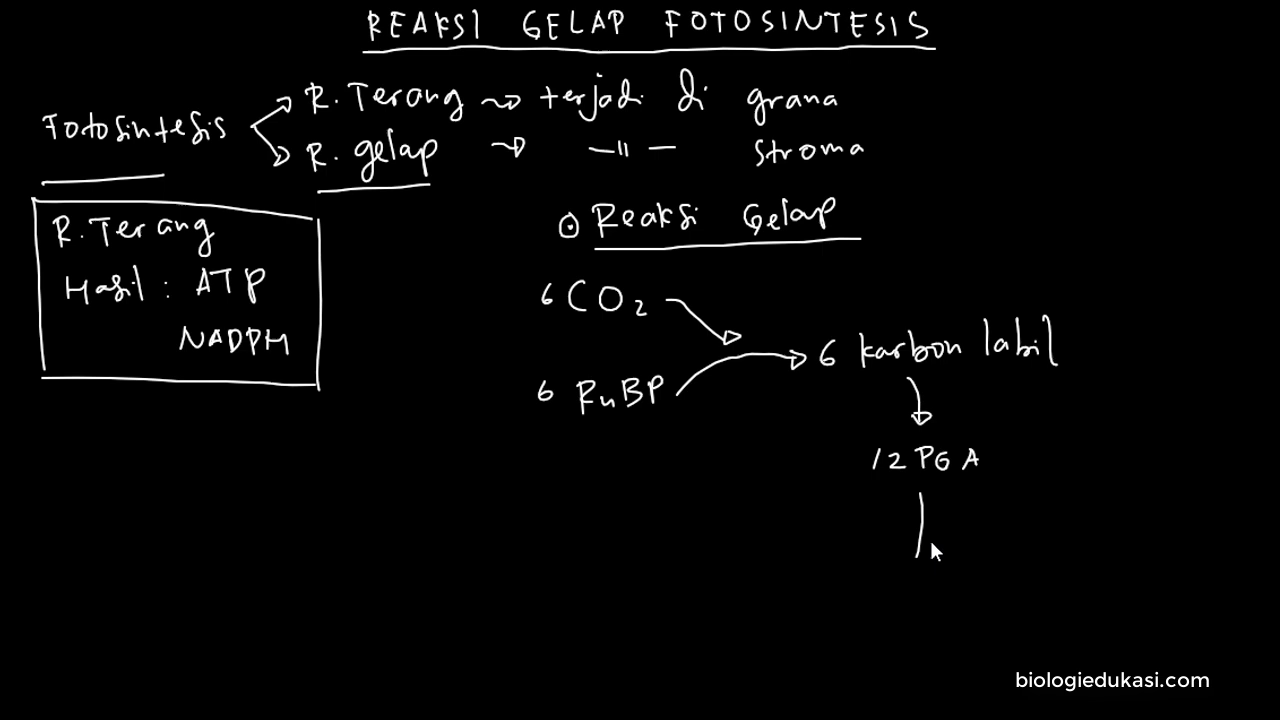 REAKSI GELAP FOTOSINTESIS
Fotosintesis
R. Terang → terjadi di grana
R. gelap → —〃— stroma
R. Terang
Hasil : ATP
NADPH
⊙ Reaksi Gelap
6 CO₂
6 RuBP
6 karbon labil
12 PGA
biologiedukasi.com